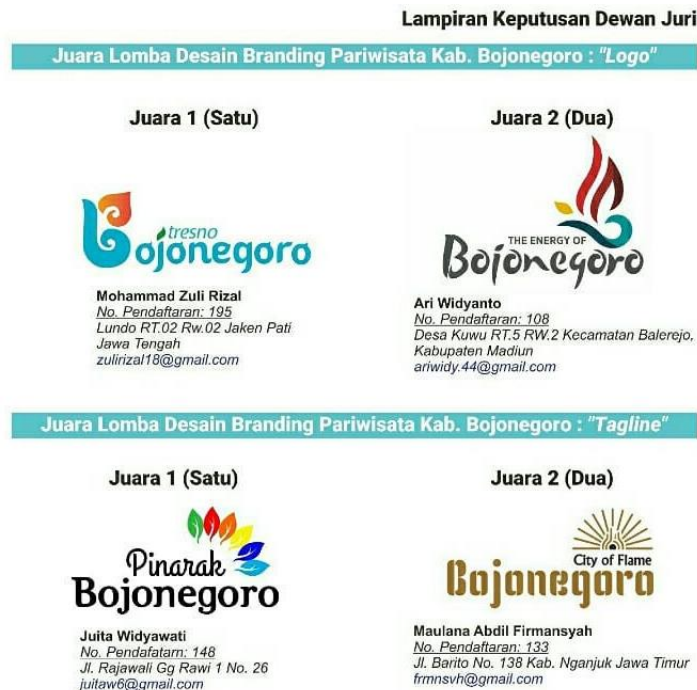 Lampiran Keputusan Dewan Juri
Juara Lomba Desain Branding Pariwisata Kab. Bojonegoro : "Logo"
Juara 1 (Satu)
tresno
Bojonegoro
Mohammad Zuli Rizal
No. Pendaftaran: 195
Lundo RT.02 Rw.02 Jaken Pati
Jawa Tengah
zulirizal18@gmail.com
Juara 2 (Dua)
THE ENERGY OF
Bojonegoro
Ari Widyanto
No. Pendaftaran: 108
Desa Kuwu RT.5 RW.2 Kecamatan Balerejo,
Kabupaten Madiun
ariwidy.44@gmail.com
Juara Lomba Desain Branding Pariwisata Kab. Bojonegoro : "Tagline"
Juara 1 (Satu)
Pinarak
Bojonegoro
Juita Widyawati
No. Pendafatarn: 148
Jl. Rajawali Gg Rawi 1 No. 26
juitaw6@gmail.com
Juara 2 (Dua)
City of Flame
Bojonegoro
Maulana Abdil Firmansyah
No. Pendaftaran: 133
Jl. Barito No. 138 Kab. Nganjuk Jawa Timur
frmnsvh@gmail.com